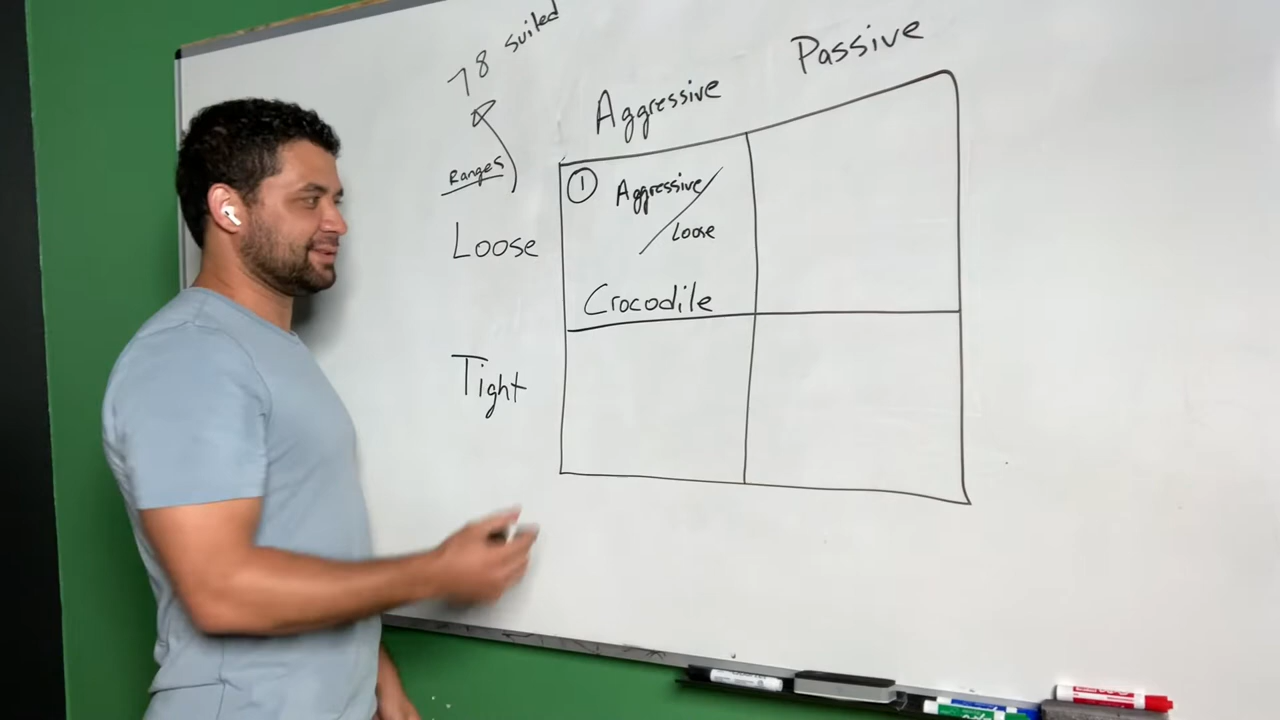 78 suited
Aggressive
Passive
Ranges
① Aggressive/
Loose
Loose
Crocodile
Tight